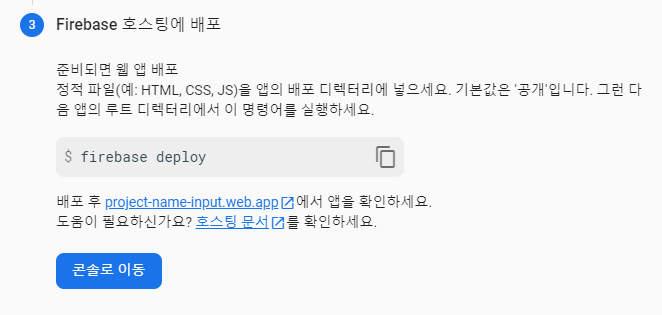 3 Firebase 호스팅에 배포
준비되면 웹 앱 배포
정적 파일(예: HTML, CSS, JS)을 앱의 배포 디렉터리에 넣으세요. 기본값은 '공개'입니다. 그런 다
음 앱의 루트 디렉터리에서 이 명령어를 실행하세요.
$ firebase deploy
배포 후 project-name-input.web.app에서 앱을 확인하세요.
도움이 필요하신가요? 호스팅 문서를 확인하세요.
콘솔로 이동